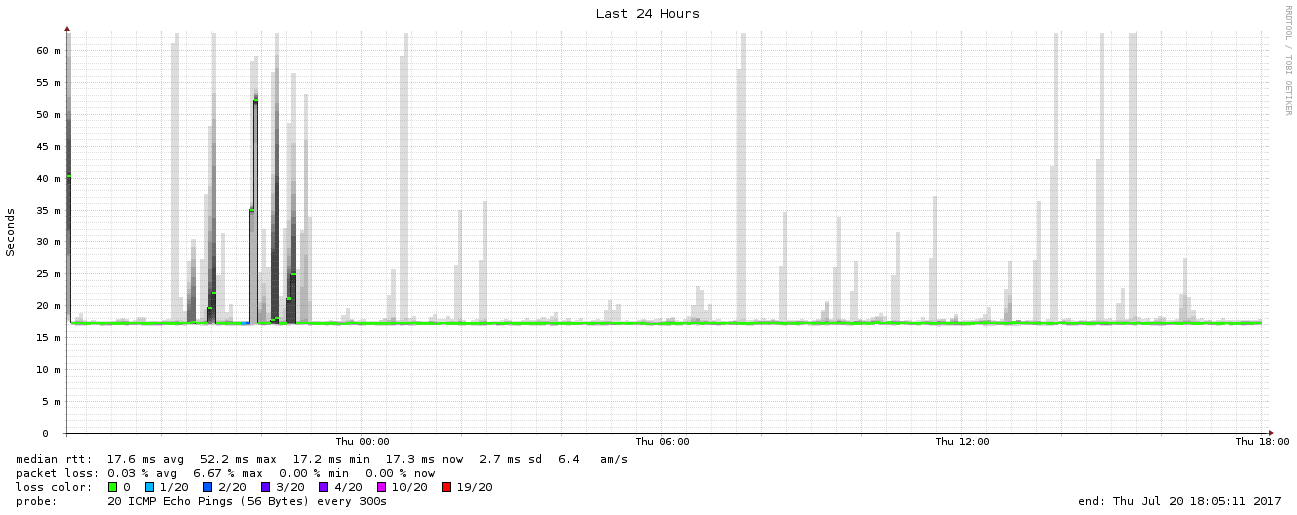 Last 24 Hours
RRDTOOL / TOBI OETIKER
Seconds
60 m
55 m
50 m
45 m
40 m
35 m
30 m
25 m
20 m
15 m
10 m
5 m
0
Thu 00:00 Thu 06:00 Thu 12:00 Thu 18:00
median rtt: 17.6 ms avg 52.2 ms max 17.2 ms min 17.3 ms now 2.7 ms sd 6.4 am/s
packet loss: 0.03 % avg 6.67 % max 0.00 % min 0.00 % now
loss color: 0 1/20 2/20 3/20 4/20 10/20 19/20
probe: 20 ICMP Echo Pings (56 Bytes) every 300s end: Thu Jul 20 18:05:11 2017